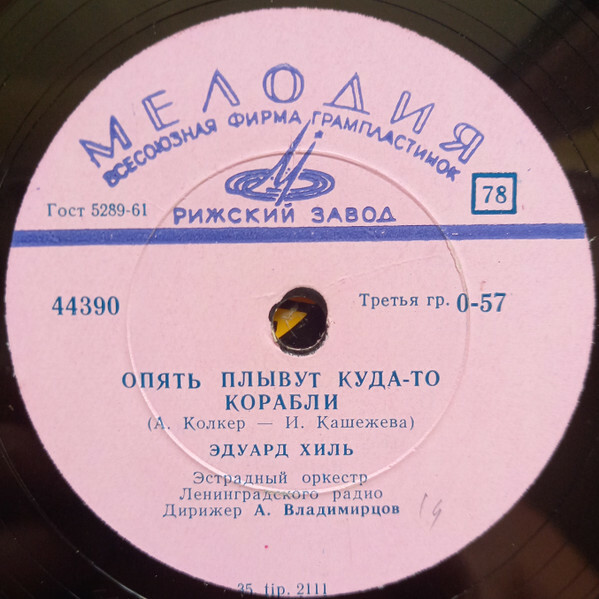 МЕЛОДИЯ
ВСЕСОЮЗНАЯ ФИРМА ГРАМПЛАСТИНОК
Гост 5289-61
РИЖСКИЙ ЗАВОД
78
44390
Третья гр. 0-57
ОПЯТЬ ПЛЫВУТ КУДА-ТО
КОРАБЛИ
(А. Колкер — И. Кашежева)
ЭДУАРД ХИЛЬ
Эстрадный оркестр
Ленинградского радио
Дирижер А. Владимирцов
35. tip. 2111